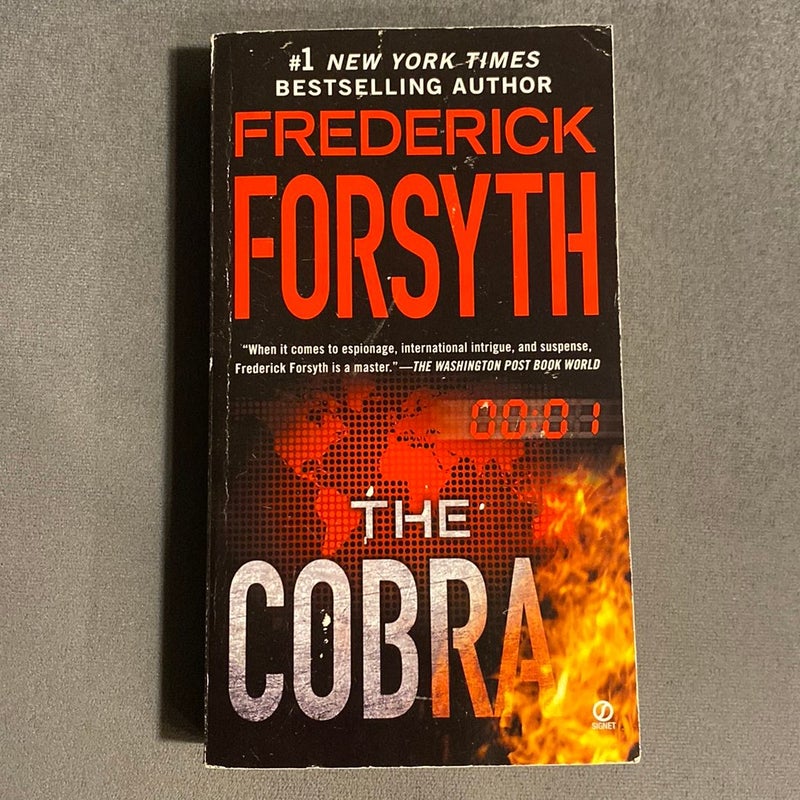 #1 NEW YORK TIMES
BESTSELLING AUTHOR
FREDERICK
FORSYTH
“When it comes to espionage, international intrigue, and suspense,
Frederick Forsyth is a master.”—THE WASHINGTON POST BOOK WORLD
00:01
THE
COBRA
SIGNET